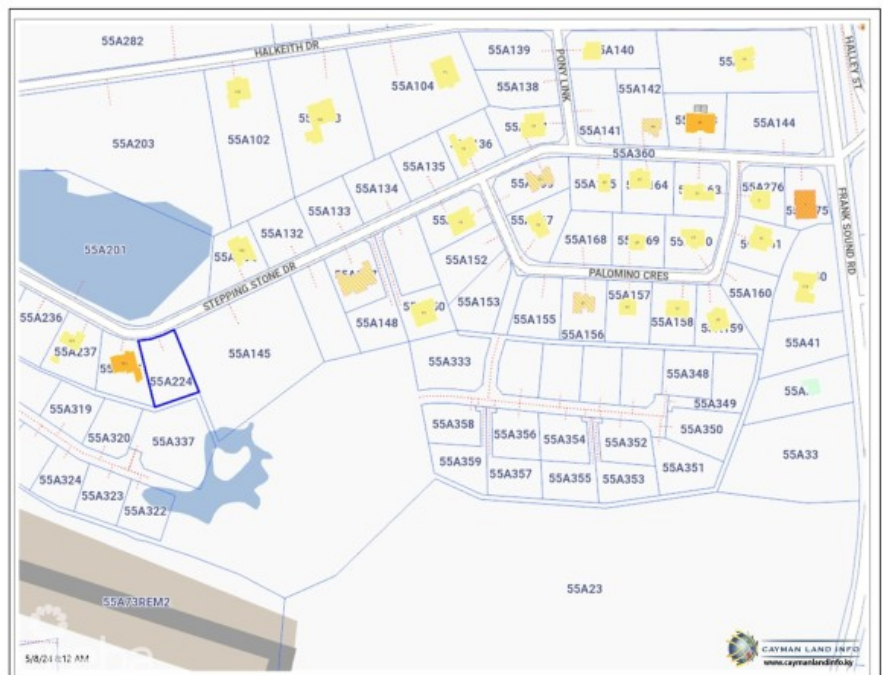 55A282
HALKEITH DR
55A139
55A140
HALLEY ST
PONY LINK
55A104
55A138
55A142
55A203
55A102
55A141
55A144
55A135
55A360
55A134
55A133
55A132
55A276
FRANK SOUND RD
55A201
55A168
STEPPING STONE DR
55A152
PALOMINO CRES
55A153
55A160
55A157
55A236
55A148
55A155
55A158
55A156
55A41
55A237
55A145
55A333
55A224
55A348
55A349
55A319
55A320
55A337
55A358
55A356
55A354
55A352
55A350
55A359
55A33
55A324
55A323
55A357
55A355
55A353
55A351
55A322
55A23
55A73REM2
5/8/24
CAYMAN LAND INFO
www.caymanlandinfo.ky